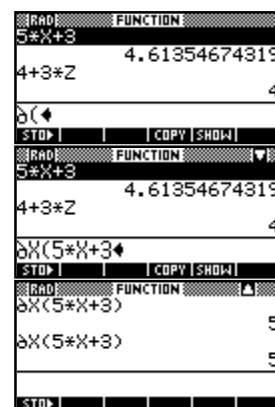 RAD FUNCTION
5*X+3
4.61354674319
4+3*Z
4
∂(
STO▶ COPY SHOW
RAD FUNCTION
5*X+3
4.61354674319
4+3*Z
4
∂X(5*X+3
STO▶ COPY SHOW
RAD FUNCTION
∂X(5*X+3)
5
∂X(5*X+3)
5
STO▶